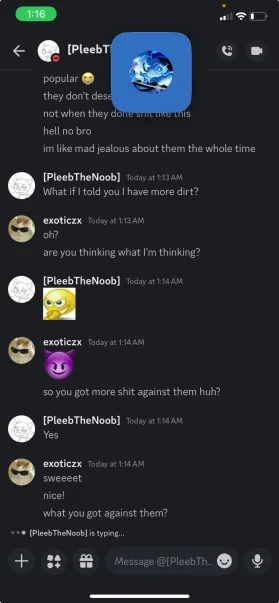 1:16
[PleebTheNoob]
popular 😭
they don't dese
not when they done shit like this
hell no bro
im like mad jealous about them the whole time
[PleebTheNoob] Today at 1:13 AM
What if I told you I have more dirt?
exoticzx Today at 1:13 AM
oh?
are you thinking what I'm thinking?
[PleebTheNoob] Today at 1:14 AM
exoticzx Today at 1:14 AM
😈
so you got more shit against them huh?
[PleebTheNoob] Today at 1:14 AM
Yes
exoticzx Today at 1:14 AM
sweeeet
nice!
what you got against them?
[PleebTheNoob] is typing...
Message @[PleebTh...